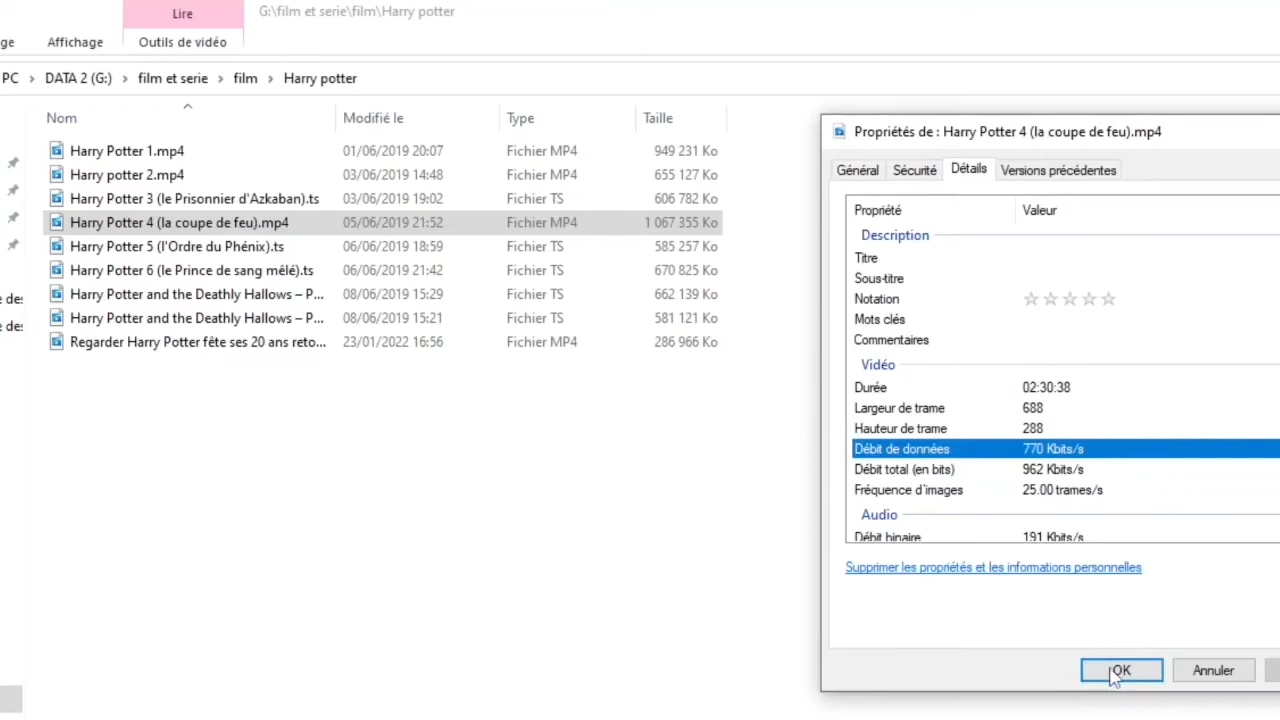 Lire
G:\film et serie\film\Harry potter
ge
Affichage
Outils de vidéo
PC > DATA 2 (G:) > film et serie > film > Harry potter
Nom Modifié le Type Taille
Harry Potter 1.mp4 01/06/2019 20:07 Fichier MP4 949 231 Ko
Harry potter 2.mp4 03/06/2019 14:48 Fichier MP4 655 127 Ko
Harry Potter 3 (le Prisonnier d'Azkaban).ts 03/06/2019 19:02 Fichier TS 606 782 Ko
Harry Potter 4 (la coupe de feu).mp4 05/06/2019 21:52 Fichier MP4 1 067 355 Ko
Harry Potter 5 (l'Ordre du Phénix).ts 06/06/2019 18:59 Fichier TS 585 257 Ko
Harry Potter 6 (le Prince de sang mêlé).ts 06/06/2019 21:42 Fichier TS 670 825 Ko
Harry Potter and the Deathly Hallows – P... 08/06/2019 15:29 Fichier TS 662 139 Ko
Harry Potter and the Deathly Hallows – P... 08/06/2019 15:21 Fichier TS 581 121 Ko
Regarder Harry Potter fête ses 20 ans reto... 23/01/2022 16:56 Fichier MP4 286 966 Ko
e des
e des
Propriétés de : Harry Potter 4 (la coupe de feu).mp4
Général Sécurité Détails Versions précédentes
Propriété Valeur
Description
Titre
Sous-titre
Notation
Mots clés
Commentaires
Vidéo
Durée 02:30:38
Largeur de trame 688
Hauteur de trame 288
Débit de données 770 Kbits/s
Débit total (en bits) 962 Kbits/s
Fréquence d'images 25.00 trames/s
Audio
Débit binaire 191 Kbits/s
Supprimer les propriétés et les informations personnelles
OK Annuler